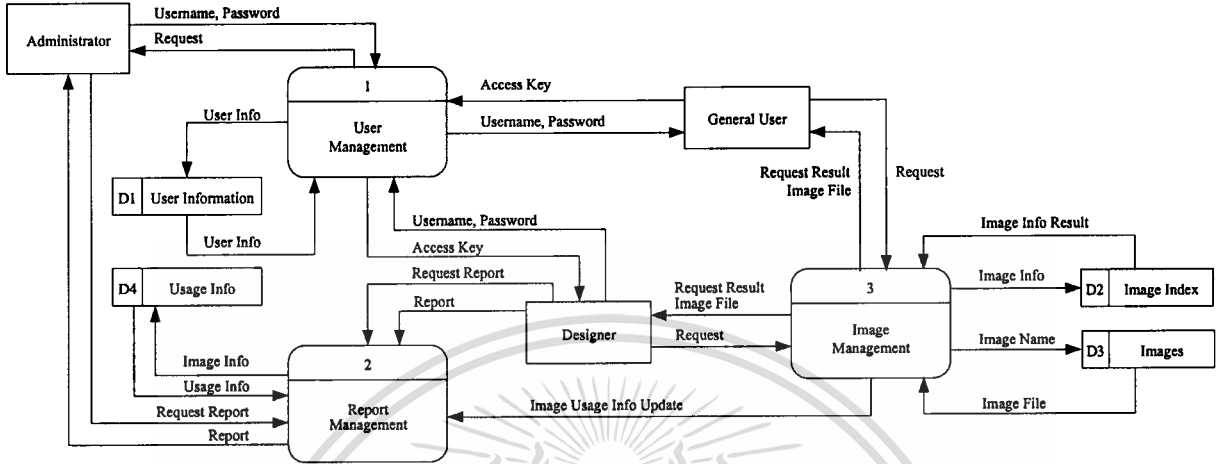 Username, Password
Administrator
Request
1
User
Management
Access Key
General User
User Info
Username, Password
Request Result
Image File
Request
D1 User Information
User Info
Username, Password
Access Key
Image Info Result
D4 Usage Info
Request Report
Report
Request Result
Image File
3
Image
Management
Image Info
D2 Image Index
Designer
Request
Image Name
D3 Images
Image Info
2
Report
Management
Usage Info
Request Report
Report
Image Usage Info Update
Image File